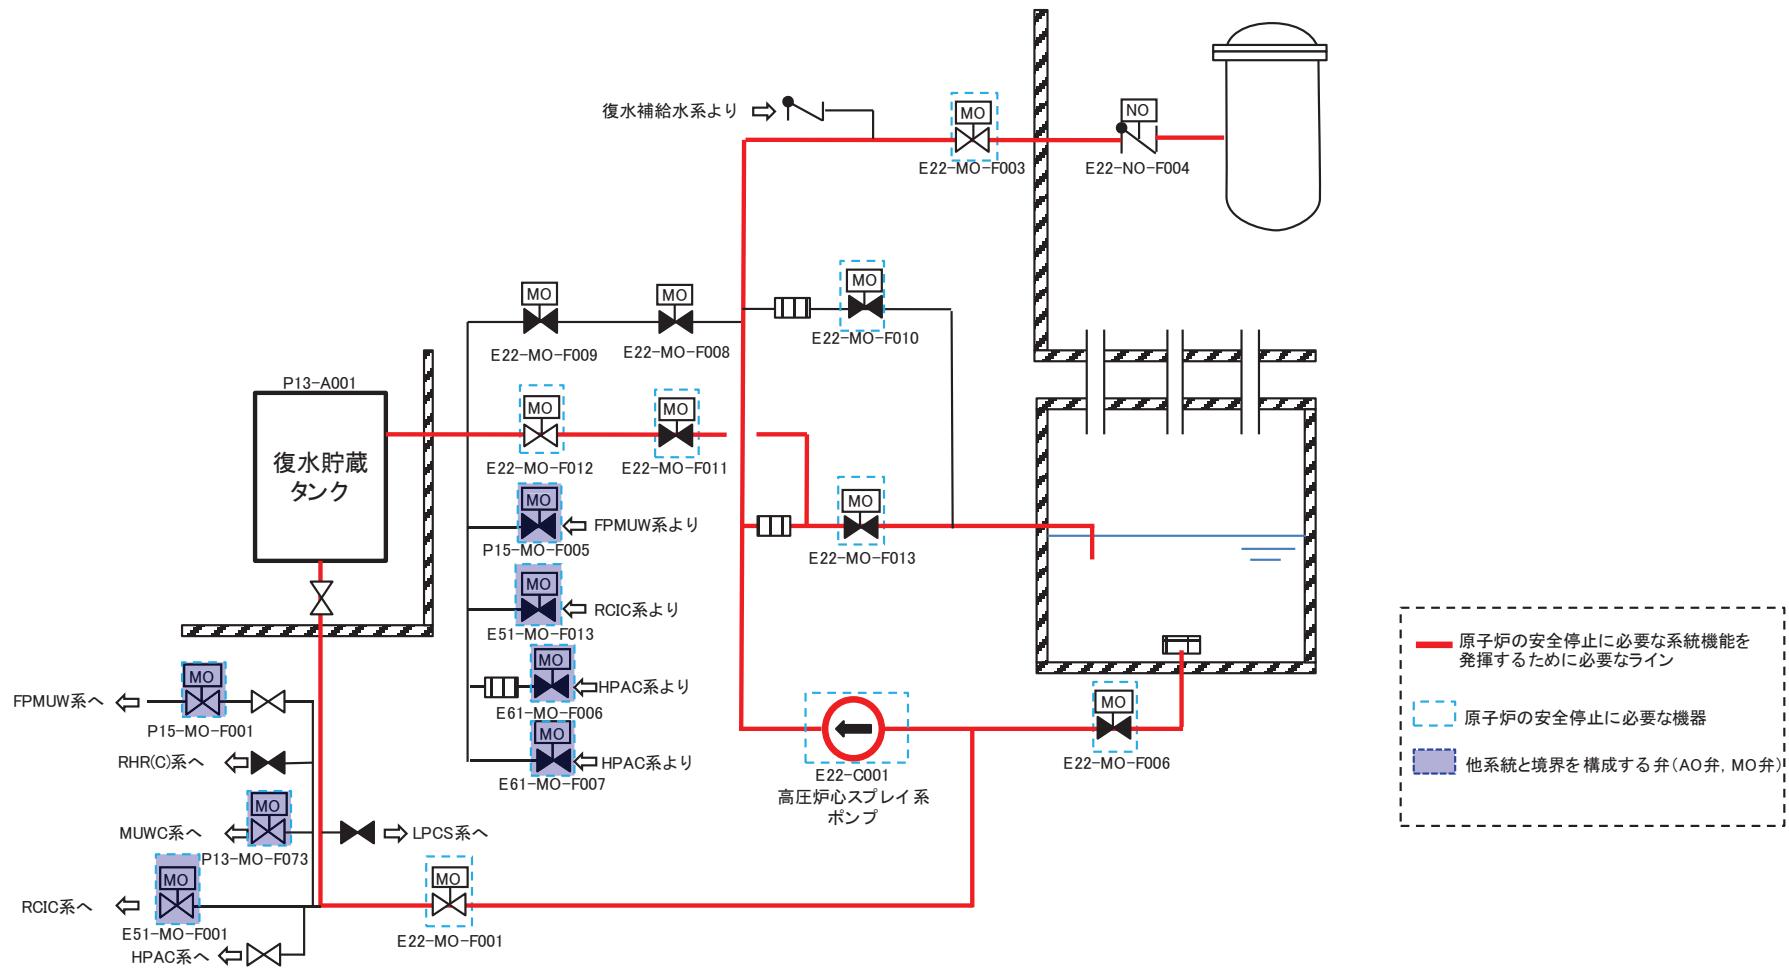 復水補給水系より
MO
E22-MO-F003
NO
E22-NO-F004
MO
E22-MO-F009
MO
E22-MO-F008
MO
E22-MO-F010
P13-A001
復水貯蔵
タンク
MO
E22-MO-F012
MO
E22-MO-F011
MO
P15-MO-F005
FPMUW系より
MO
E22-MO-F013
MO
E51-MO-F013
RCIC系より
MO
E61-MO-F006
HPAC系より
MO
E61-MO-F007
HPAC系より
E22-C001
高圧炉心スプレイ系
ポンプ
MO
E22-MO-F006
FPMUW系へ
MO
P15-MO-F001
RHR(C)系へ
MUWC系へ
MO
P13-MO-F073
LPCS系へ
RCIC系へ
MO
E51-MO-F001
HPAC系へ
MO
E22-MO-F001
原子炉の安全停止に必要な系統機能を
発揮するために必要なライン
原子炉の安全停止に必要な機器
他系統と境界を構成する弁(AO弁, MO弁)